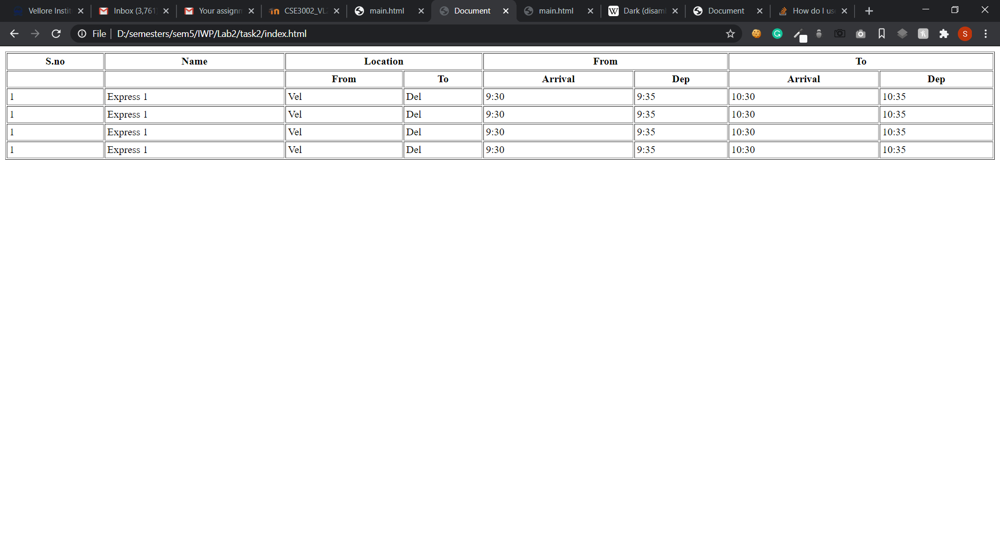 Vellore Instit Inbox (3,761 Your assignm CSE3002_VL main.html Document main.html W Dark (disam Document How do I us
File D:/semesters/sem5/IWP/Lab2/task2/index.html S
S.no Name Location From To
From To Arrival Dep Arrival Dep
1 Express 1 Vel Del 9:30 9:35 10:30 10:35
1 Express 1 Vel Del 9:30 9:35 10:30 10:35
1 Express 1 Vel Del 9:30 9:35 10:30 10:35
1 Express 1 Vel Del 9:30 9:35 10:30 10:35